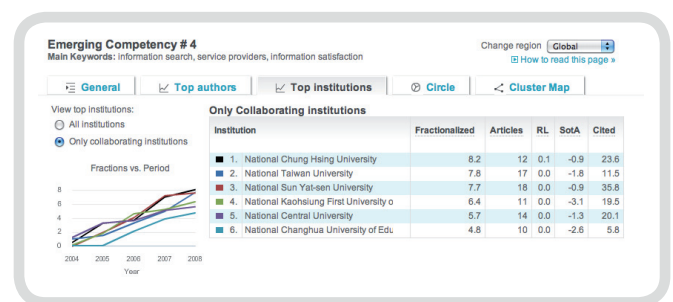 Emerging Competency # 4
Main Keywords: information search, service providers, information satisfaction
Change region Global
How to read this page »
General
Top authors
Top institutions
Circle
Cluster Map
View top institutions:
All institutions
Only collaborating institutions
Only Collaborating institutions
Institution Fractionalized Articles RL SotA Cited
1. National Chung Hsing University 8.2 12 0.1 -0.9 23.6
2. National Taiwan University 7.8 17 0.0 -1.8 11.5
3. National Sun Yat-sen University 7.7 18 0.0 -0.9 35.8
4. National Kaohsiung First University o 6.4 11 0.0 -3.1 19.5
5. National Central University 5.7 14 0.0 -1.3 20.1
6. National Changhua University of Edu 4.8 10 0.0 -2.6 5.8
Fractions vs. Period
8
6
4
2
0
2004 2005 2006 2007 2008
Year